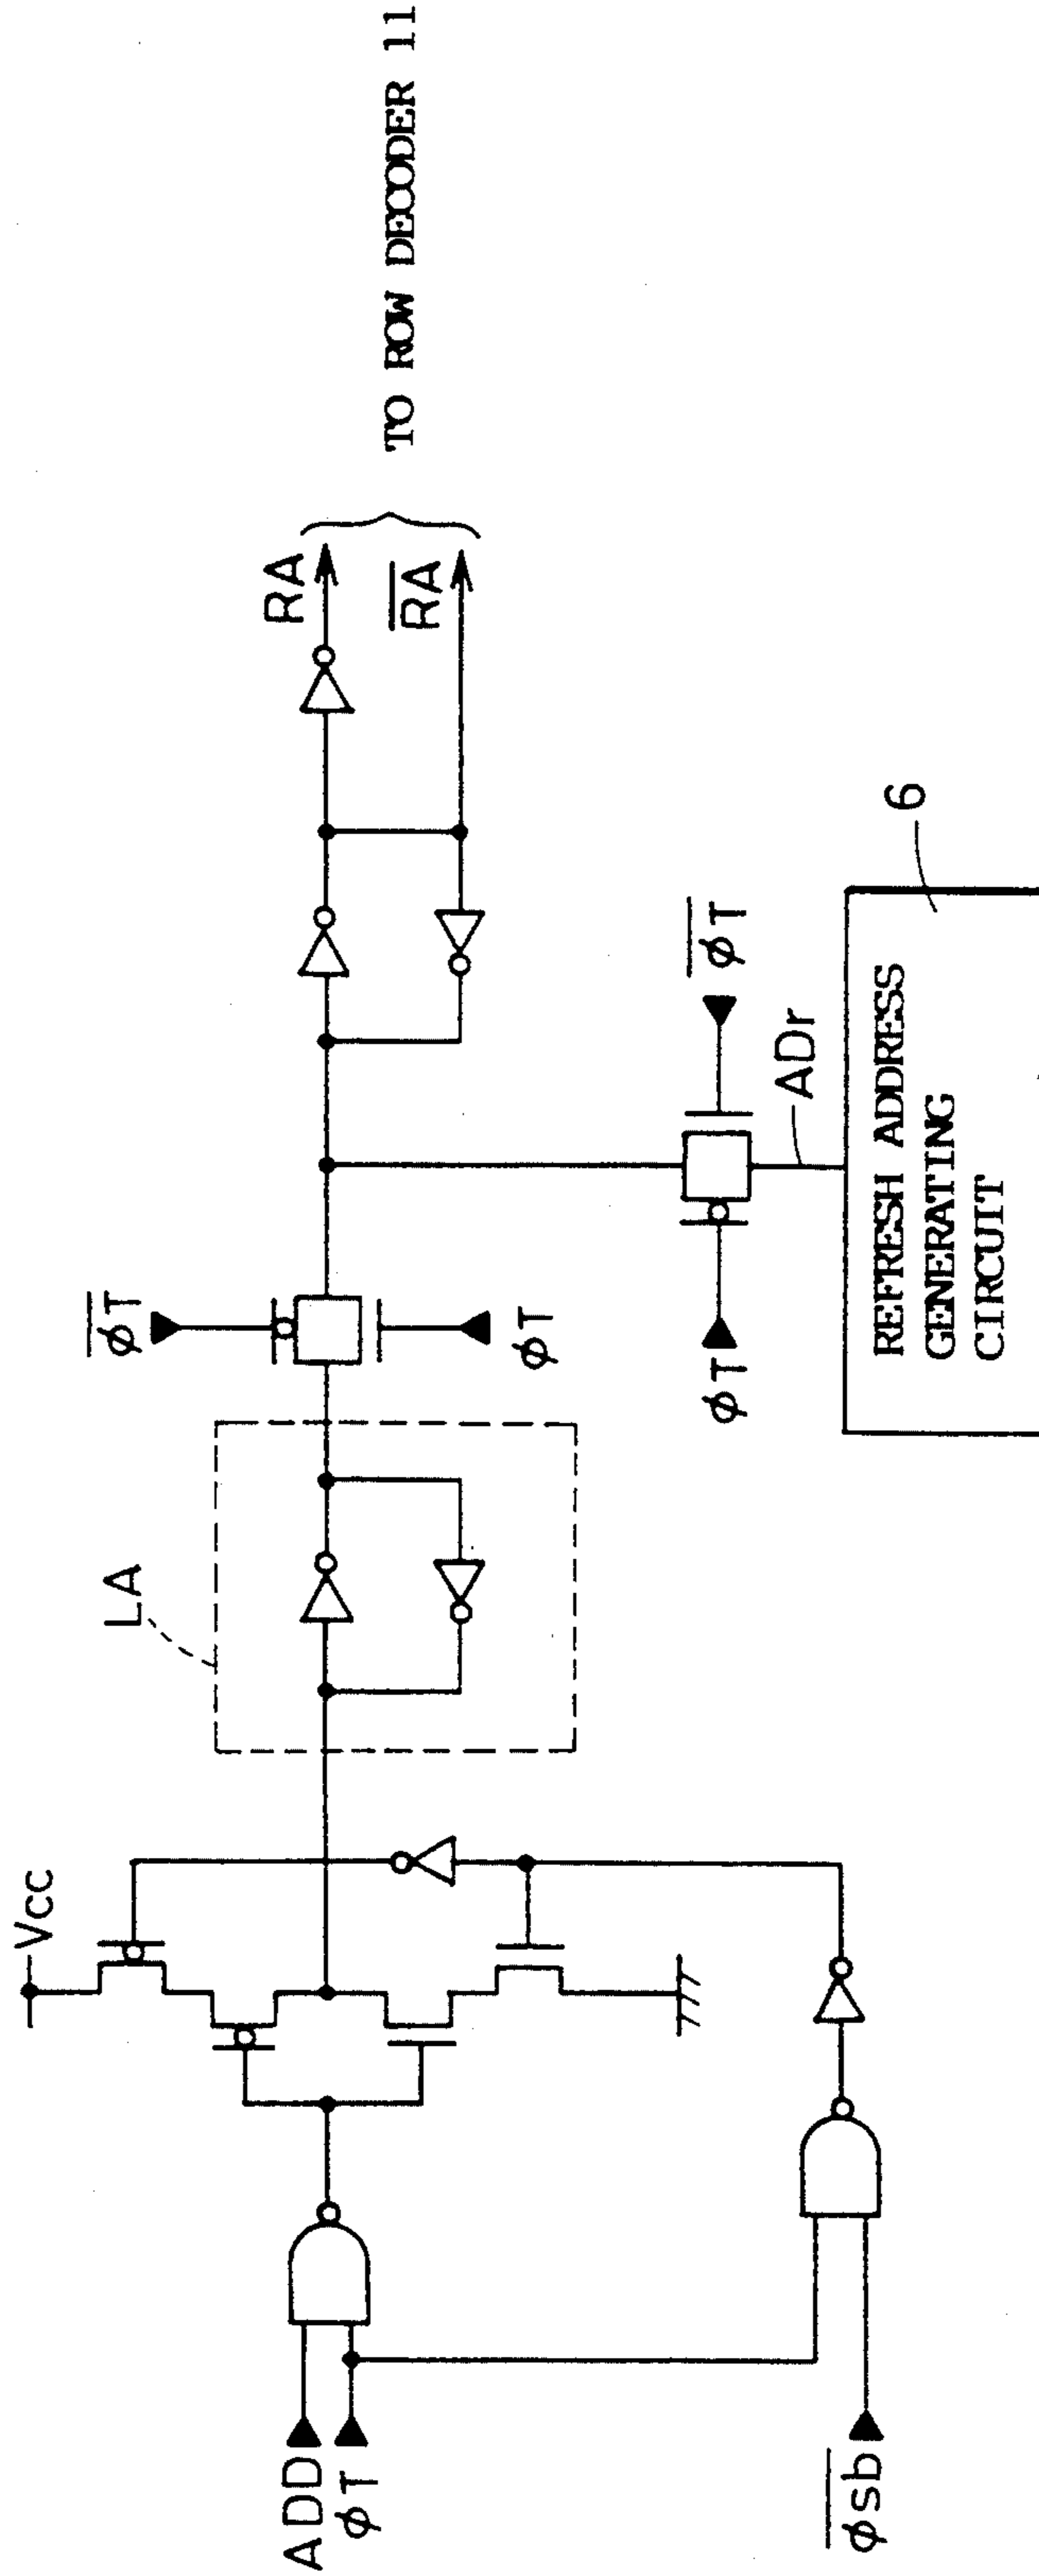 ADD
φT
φsb
Vcc
LA
φT
φT
φT
φT
ADr
REFRESH ADDRESS
GENERATING
CIRCUIT
6
RA
RA
TO ROW DECODER 11